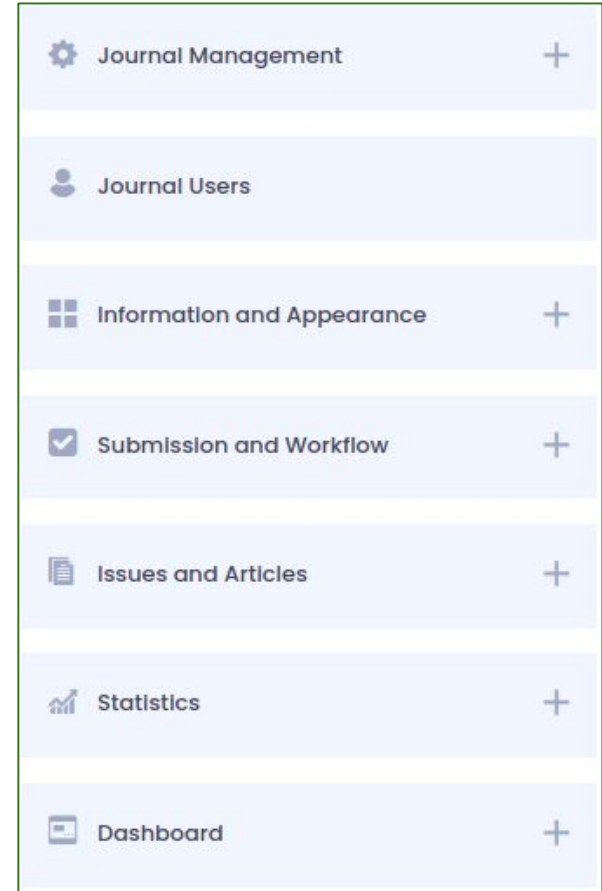 Journal Management
Journal Users
Information and Appearance
Submission and Workflow
Issues and Articles
Statistics
Dashboard